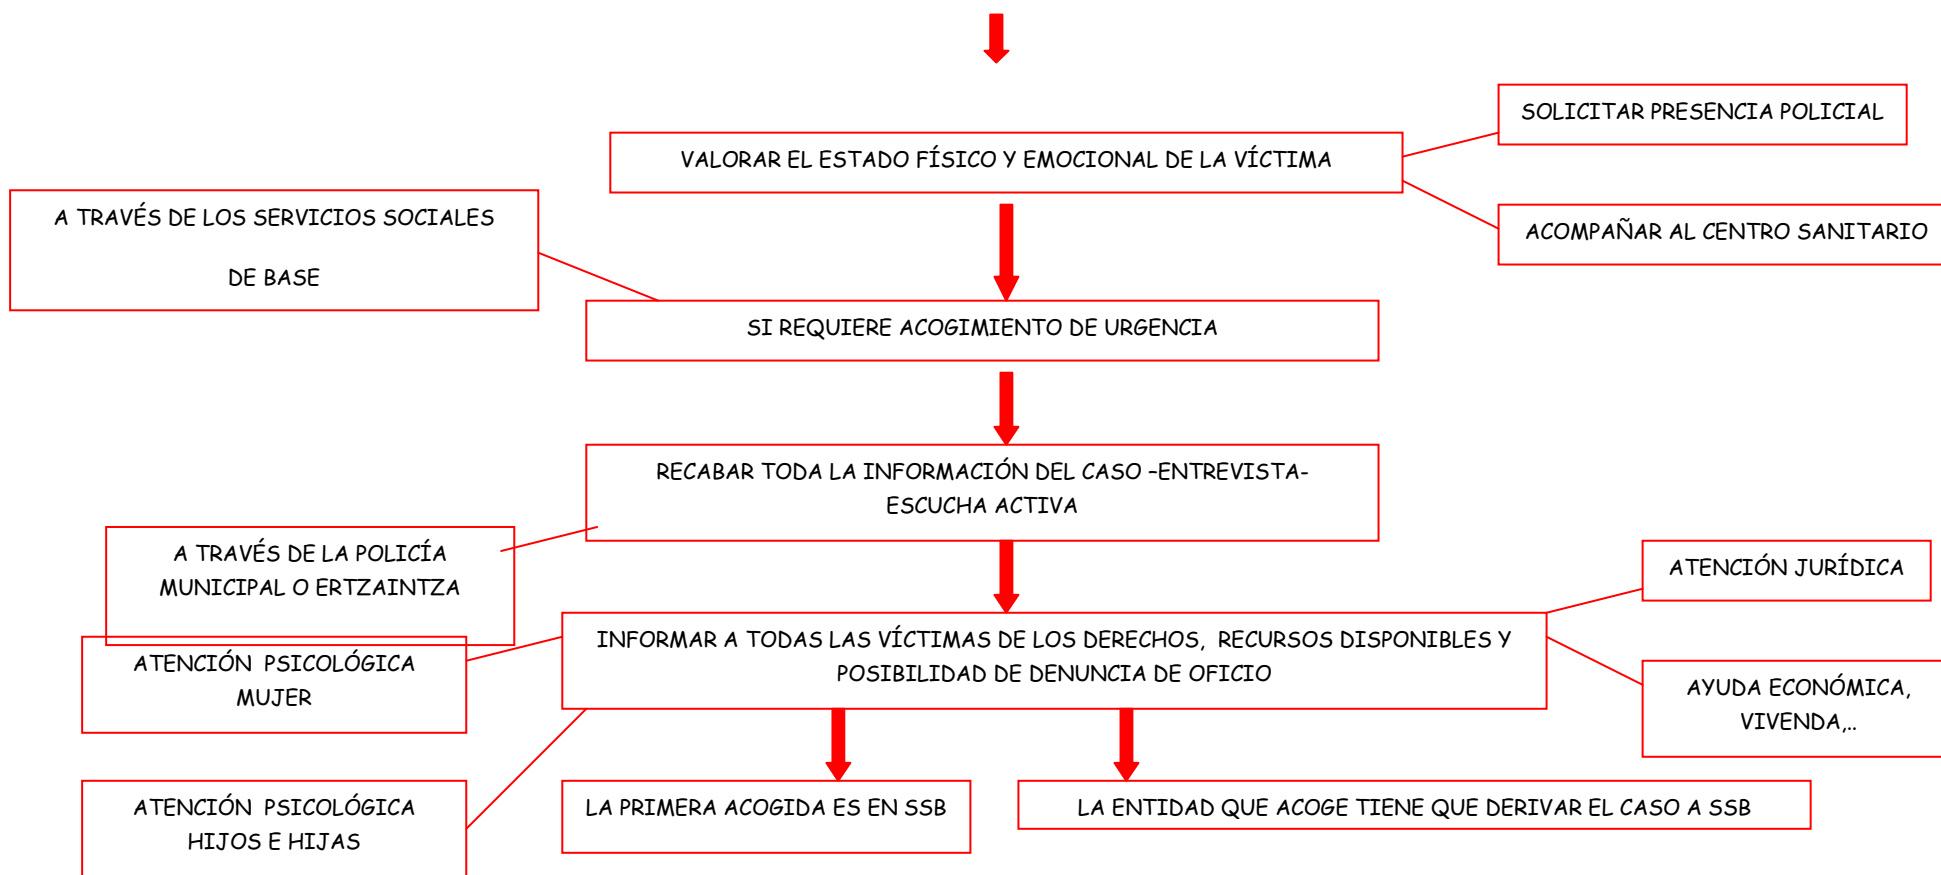 SOLICITAR PRESENCIA POLICIAL
VALORAR EL ESTADO FÍSICO Y EMOCIONAL DE LA VÍCTIMA
A TRAVÉS DE LOS SERVICIOS SOCIALES
DE BASE
ACOMPAÑAR AL CENTRO SANITARIO
SI REQUIERE ACOGIMIENTO DE URGENCIA
RECABAR TODA LA INFORMACIÓN DEL CASO –ENTREVISTA-
ESCUCHA ACTIVA
A TRAVÉS DE LA POLICÍA
MUNICIPAL O ERTZAINTZA
ATENCIÓN JURÍDICA
INFORMAR A TODAS LAS VÍCTIMAS DE LOS DERECHOS, RECURSOS DISPONIBLES Y
POSIBILIDAD DE DENUNCIA DE OFICIO
ATENCIÓN PSICOLÓGICA
MUJER
AYUDA ECONÓMICA,
VIVENDA,..
ATENCIÓN PSICOLÓGICA
HIJOS E HIJAS
LA PRIMERA ACOGIDA ES EN SSB
LA ENTIDAD QUE ACOGE TIENE QUE DERIVAR EL CASO A SSB